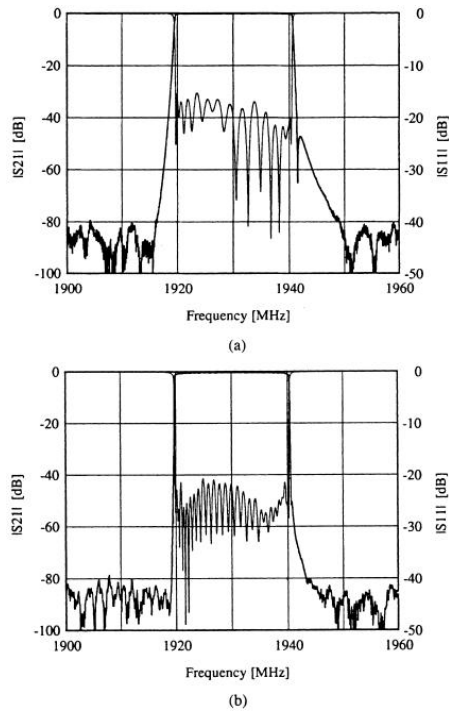 0 0
-20 -10
-40 -20
-60 -30
-80 -40
-100 -50
|S21| [dB]
|S11| [dB]
1900 1920 1940 1960
Frequency [MHz]
(a)
0 0
-20 -10
-40 -20
-60 -30
-80 -40
-100 -50
|S21| [dB]
|S11| [dB]
1900 1920 1940 1960
Frequency [MHz]
(b)